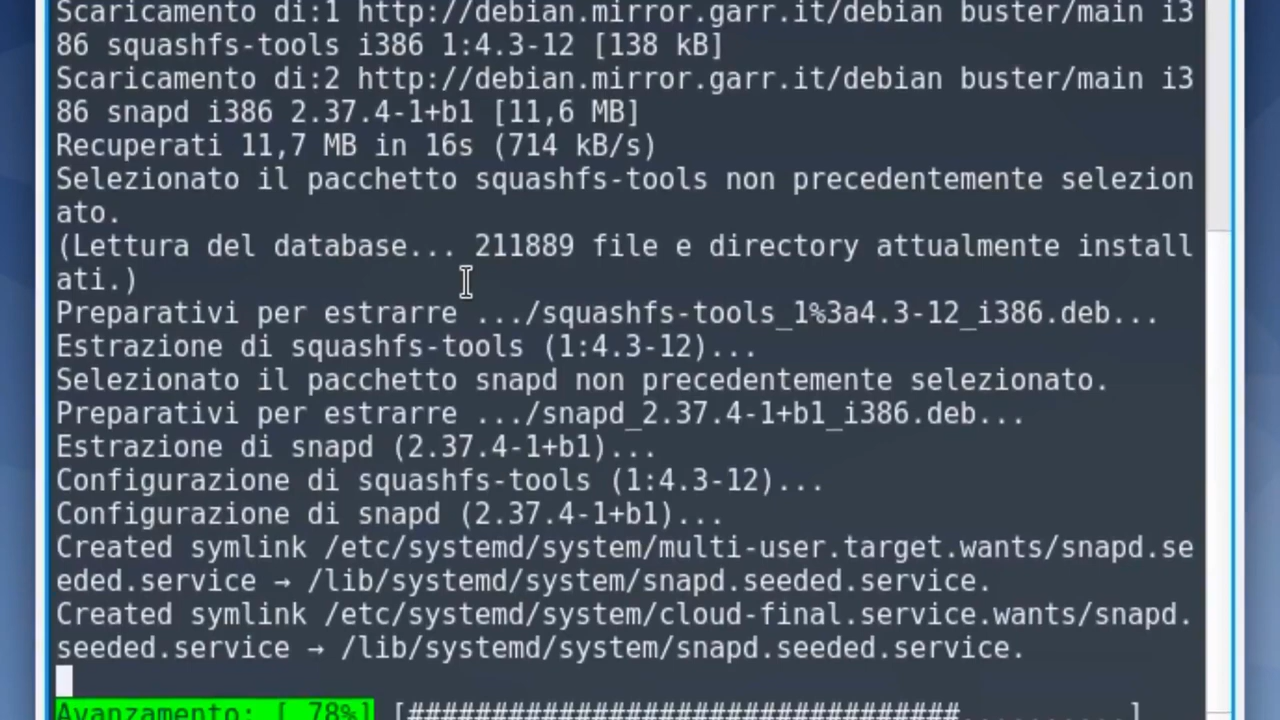 Scaricamento di:1 http://debian.mirror.garr.it/debian buster/main i3
86 squashfs-tools i386 1:4.3-12 [138 kB]
Scaricamento di:2 http://debian.mirror.garr.it/debian buster/main i3
86 snapd i386 2.37.4-1+b1 [11,6 MB]
Recuperati 11,7 MB in 16s (714 kB/s)
Selezionato il pacchetto squashfs-tools non precedentemente selezion
ato.
(Lettura del database... 211889 file e directory attualmente install
ati.)
Preparativi per estrarre .../squashfs-tools_1%3a4.3-12_i386.deb...
Estrazione di squashfs-tools (1:4.3-12)...
Selezionato il pacchetto snapd non precedentemente selezionato.
Preparativi per estrarre .../snapd_2.37.4-1+b1_i386.deb...
Estrazione di snapd (2.37.4-1+b1)...
Configurazione di squashfs-tools (1:4.3-12)...
Configurazione di snapd (2.37.4-1+b1)...
Created symlink /etc/systemd/system/multi-user.target.wants/snapd.se
eded.service → /lib/systemd/system/snapd.seeded.service.
Created symlink /etc/systemd/system/cloud-final.service.wants/snapd.
seeded.service → /lib/systemd/system/snapd.seeded.service.
Avanzamento: [ 78%] [#################################..........]